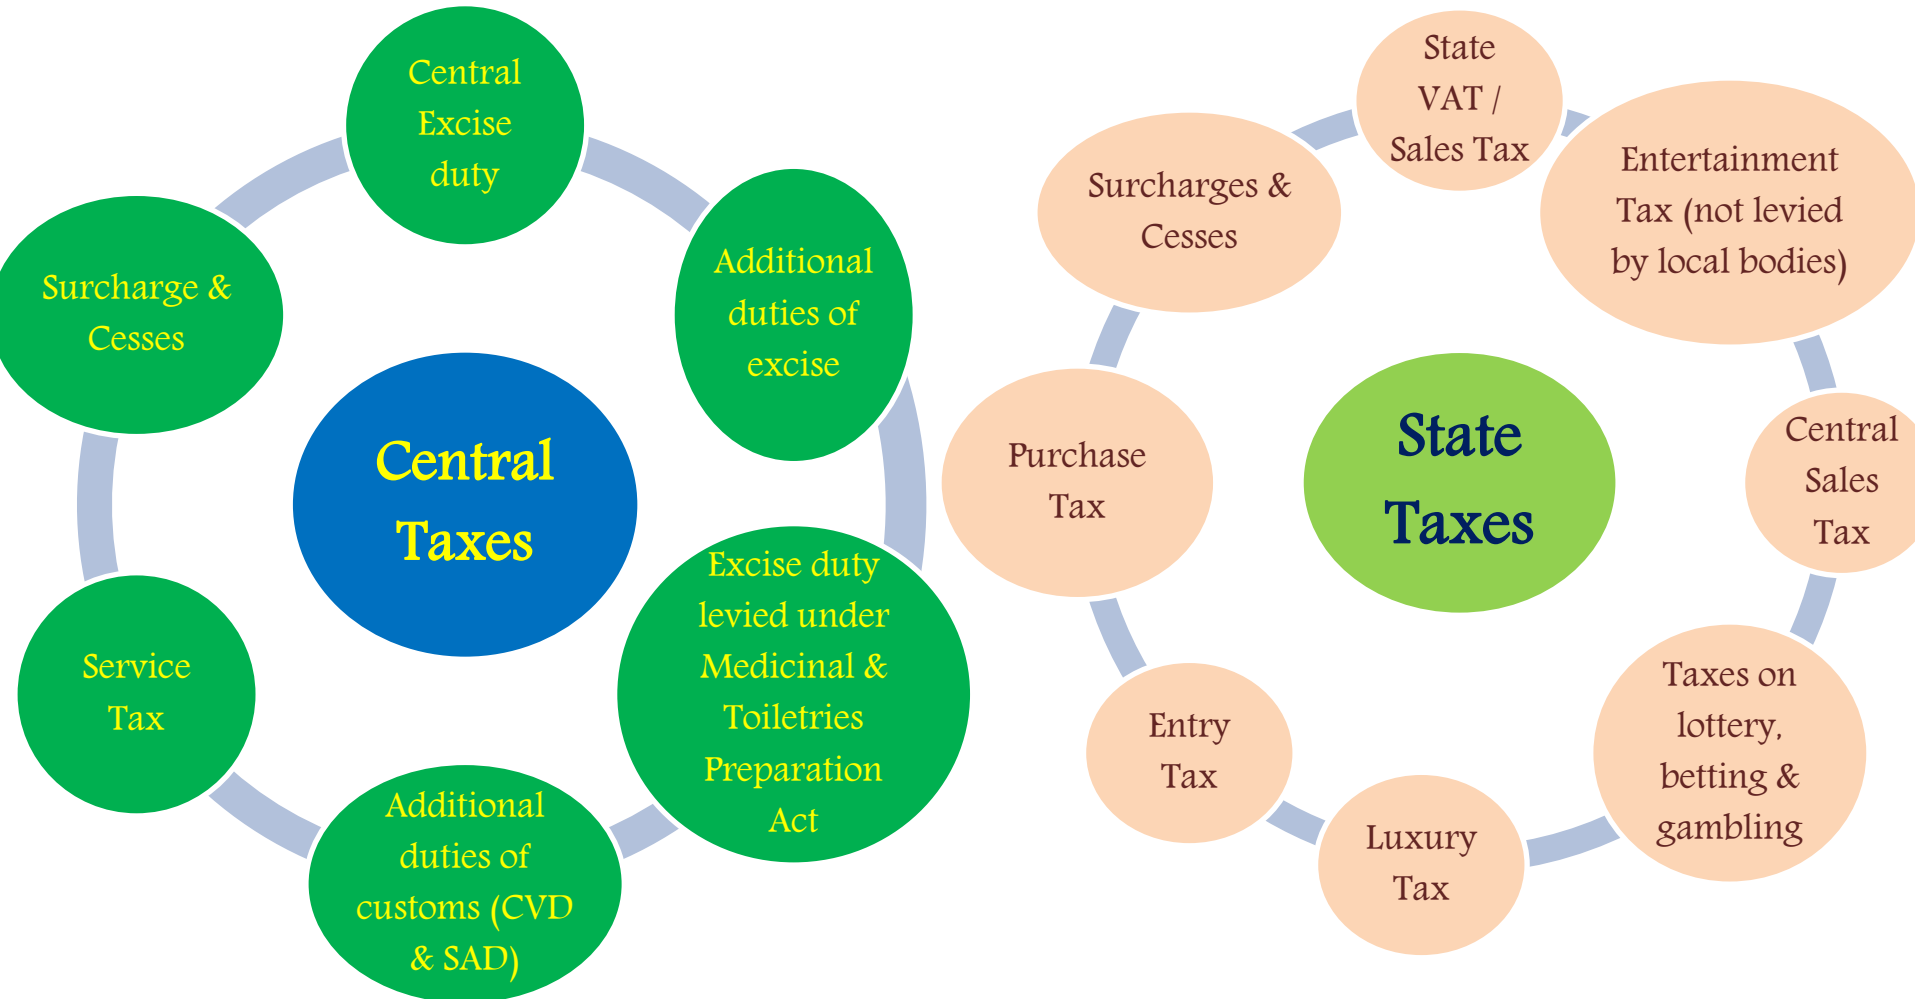 Central
Excise
duty
Additional
duties of
excise
Excise duty
levied under
Medicinal &
Toiletries
Preparation
Act
Additional
duties of
customs (CVD
& SAD)
Service
Tax
Surcharge &
Cesses
Central
Taxes
State
VAT /
Sales Tax
Entertainment
Tax (not levied
by local bodies)
Central
Sales
Tax
Taxes on
lottery,
betting &
gambling
Luxury
Tax
Entry
Tax
Purchase
Tax
Surcharges &
Cesses
State
Taxes